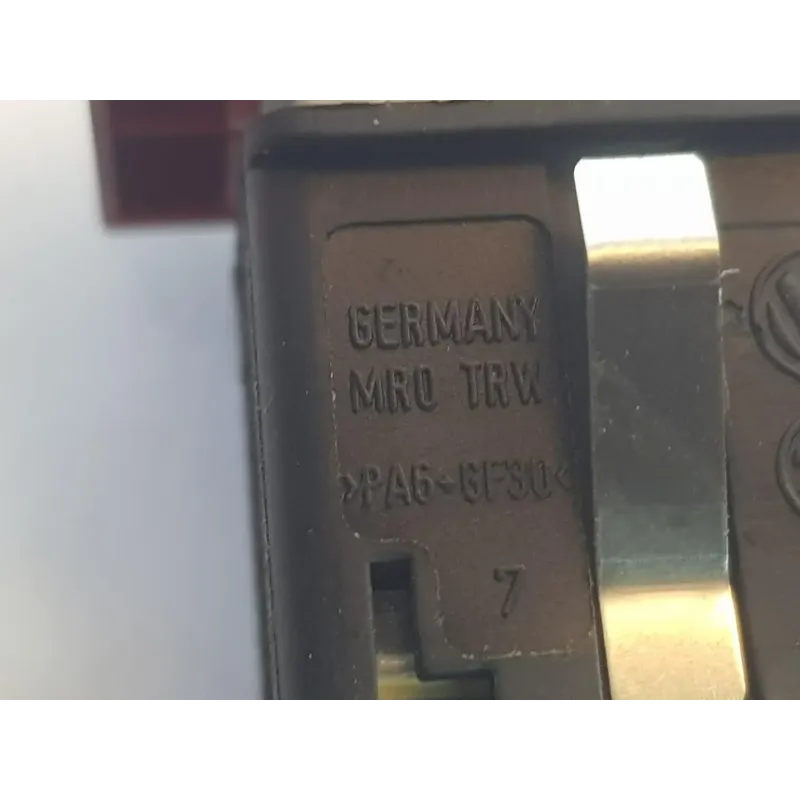 GERMANY
MRO TRW
>PA6-GF30<
7